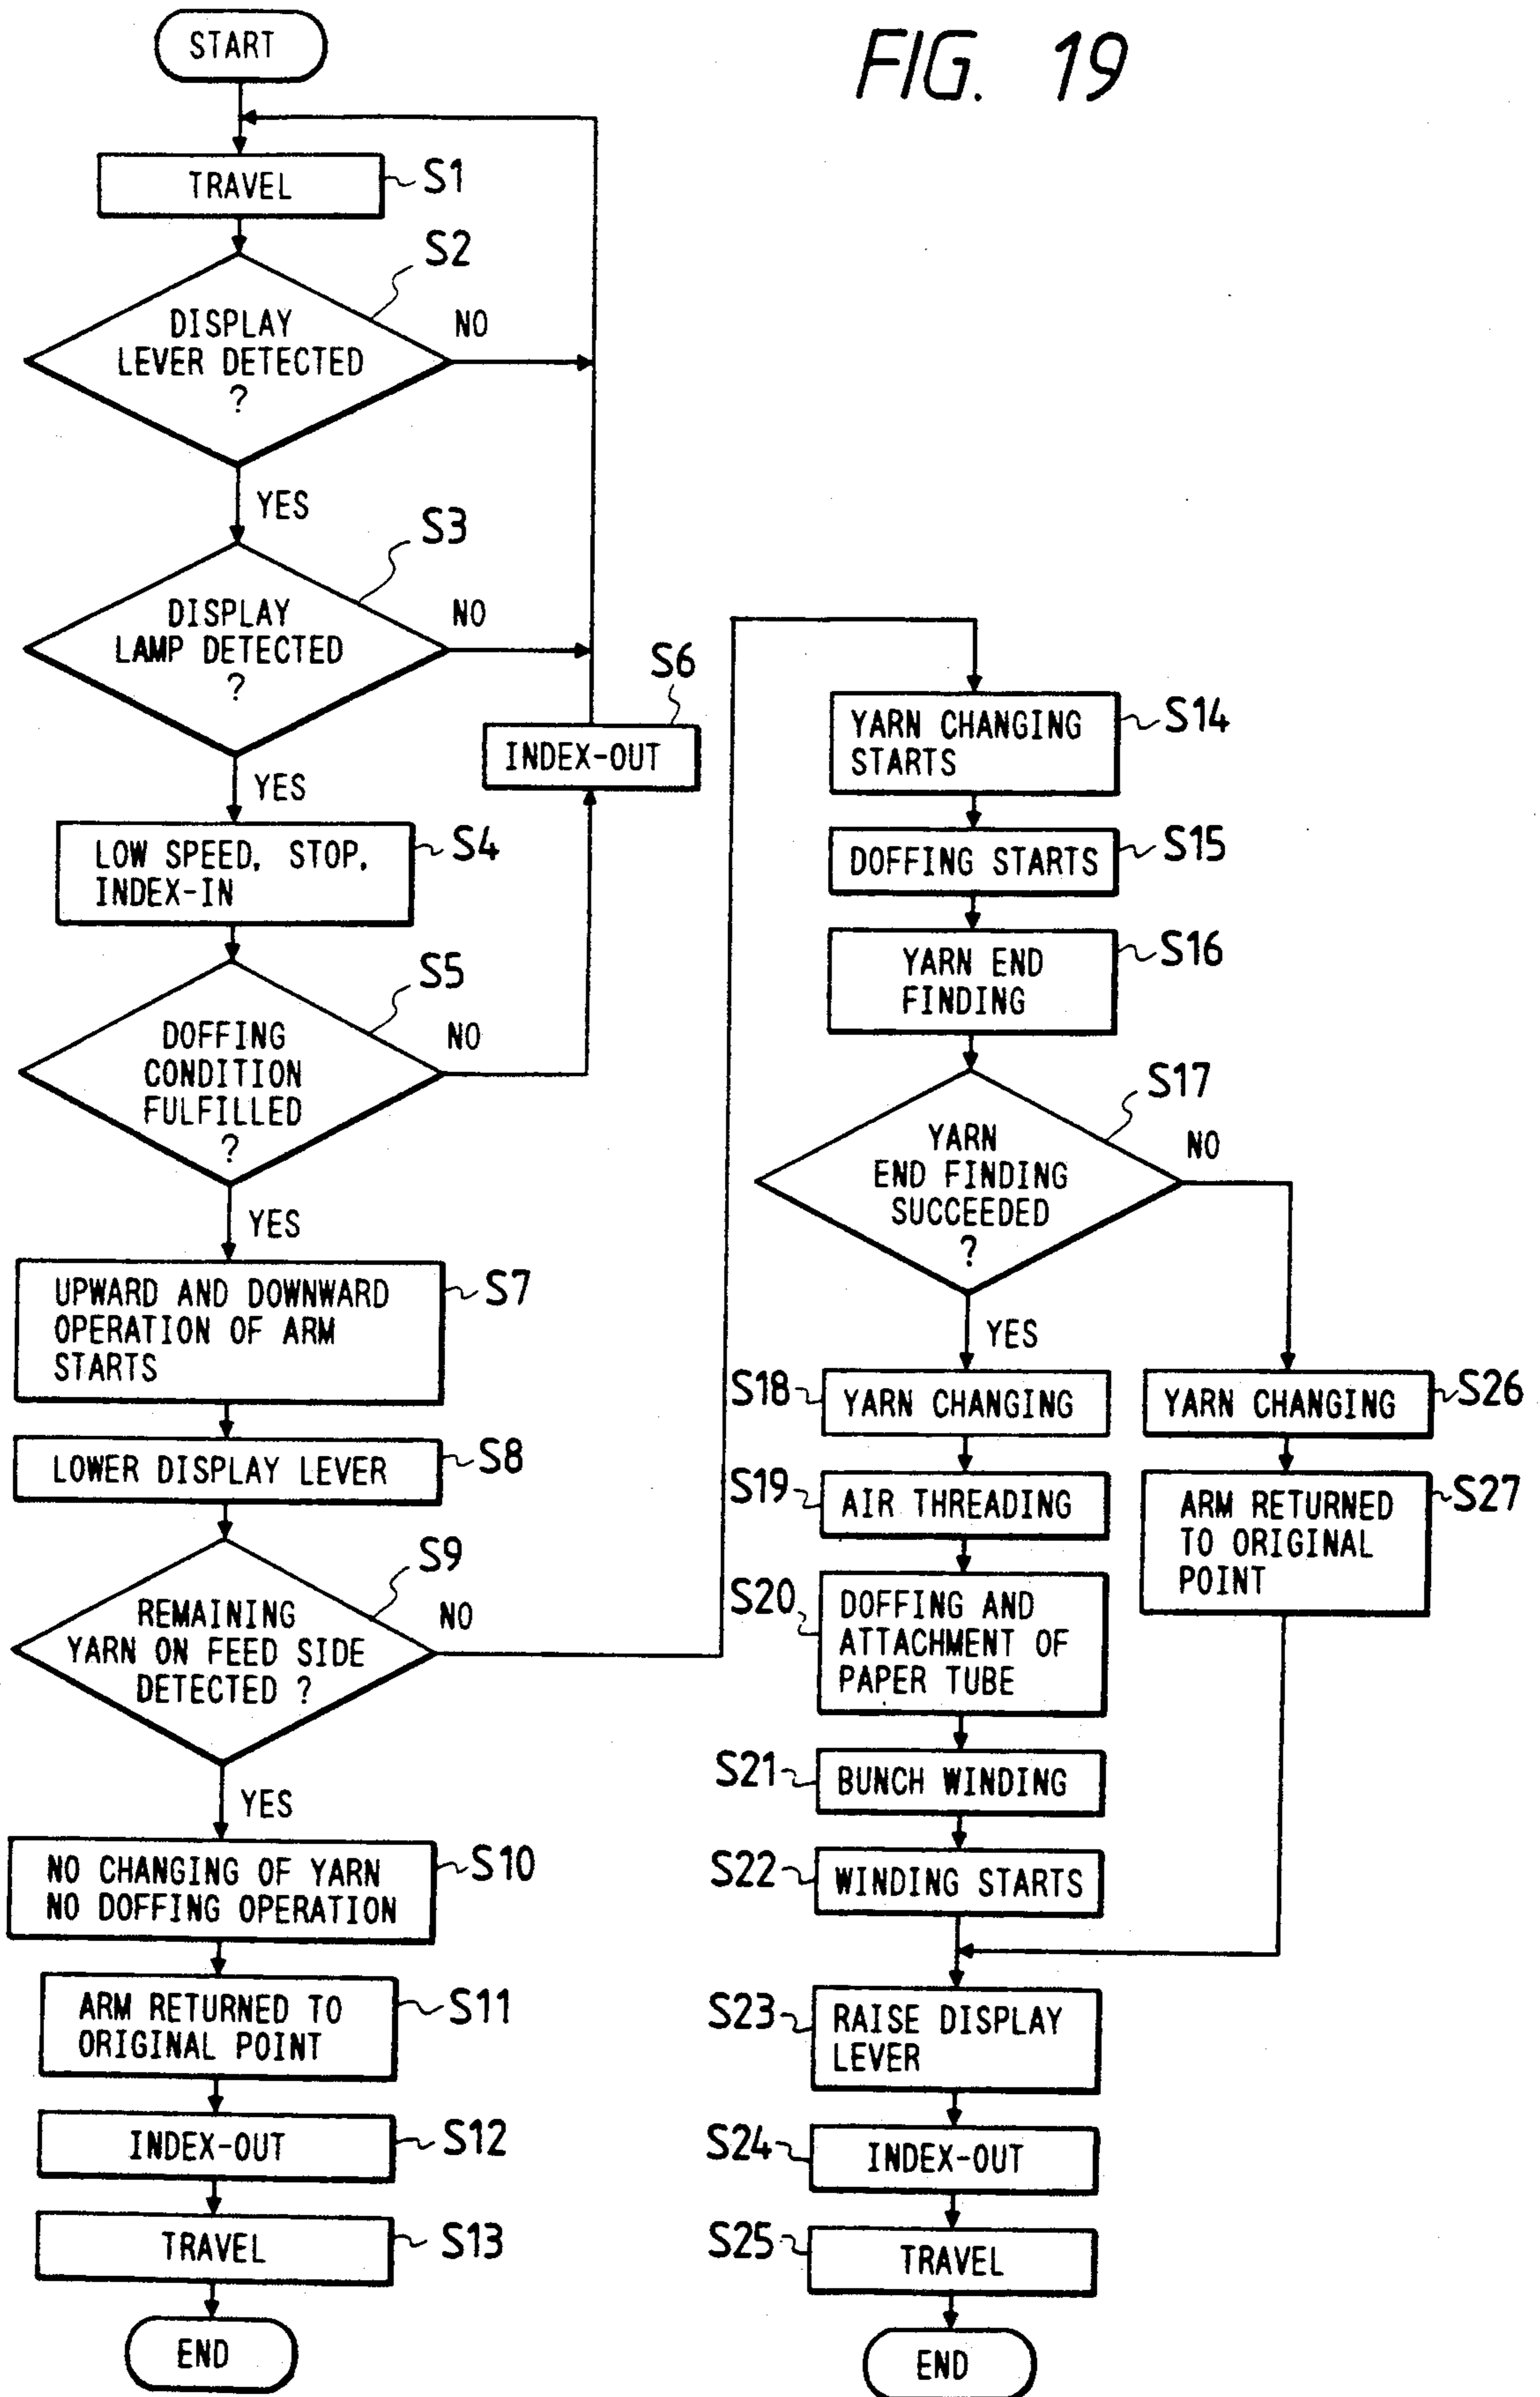 FIG. 19
START
TRAVEL
S1
S2
DISPLAY
LEVER DETECTED
?
NO
YES
S3
DISPLAY
LAMP DETECTED
?
NO
YES
S6
INDEX-OUT
LOW SPEED, STOP,
INDEX-IN
S4
S5
DOFFING
CONDITION
FULFILLED
?
NO
YES
UPWARD AND DOWNWARD
OPERATION OF ARM
STARTS
S7
LOWER DISPLAY LEVER
S8
S9
REMAINING
YARN ON FEED SIDE
DETECTED ?
NO
YES
NO CHANGING OF YARN
NO DOFFING OPERATION
S10
ARM RETURNED TO
ORIGINAL POINT
S11
INDEX-OUT
S12
TRAVEL
S13
END
YARN CHANGING
STARTS
S14
DOFFING STARTS
S15
YARN END
FINDING
S16
S17
YARN
END FINDING
SUCCEEDED
?
NO
YES
S18
YARN CHANGING
YARN CHANGING
S26
S19
AIR THREADING
ARM RETURNED
TO ORIGINAL
POINT
S27
S20
DOFFING AND
ATTACHMENT OF
PAPER TUBE
S21
BUNCH WINDING
S22
WINDING STARTS
S23
RAISE DISPLAY
LEVER
S24
INDEX-OUT
S25
TRAVEL
END